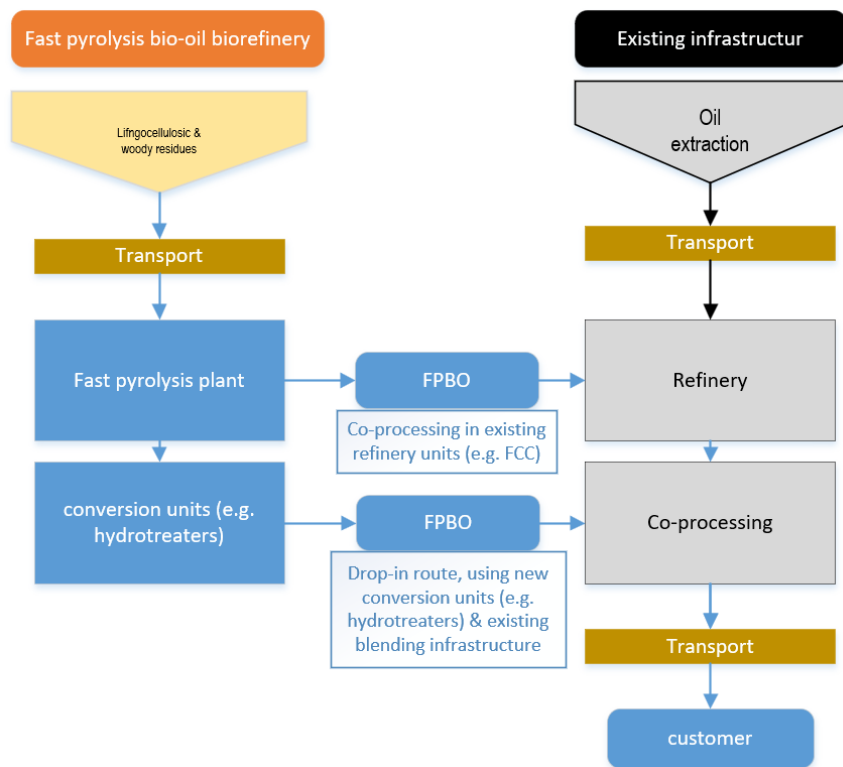 Fast pyrolysis bio-oil biorefinery
Existing infrastructur
Lifngocellulosic &
woody residues
Oil
extraction
Transport
Transport
Fast pyrolysis plant
FPBO
Refinery
Co-processing in existing
refinery units (e.g. FCC)
conversion units (e.g.
hydrotreaters)
FPBO
Co-processing
Drop-in route, using new
conversion units (e.g.
hydrotreaters) & existing
blending infrastructure
Transport
customer